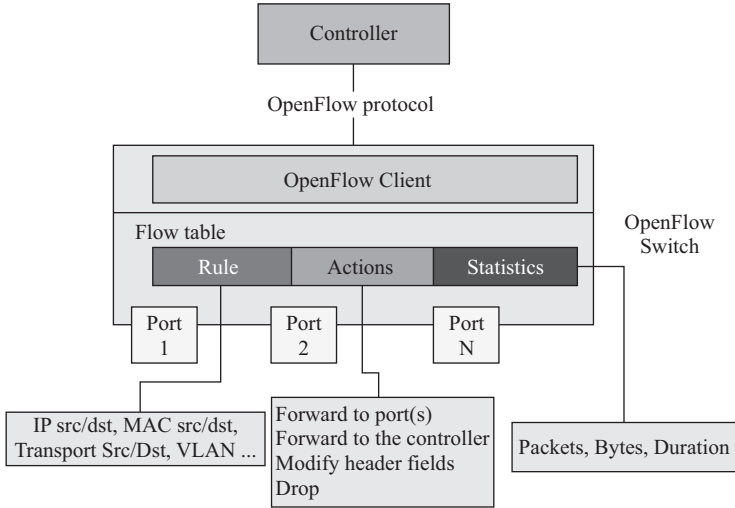 Controller
OpenFlow protocol
OpenFlow Client
OpenFlow
Switch
Flow table
Rule
Actions
Statistics
Port
1
Port
2
Port
N
IP src/dst, MAC src/dst,
Transport Src/Dst, VLAN ...
Forward to port(s)
Forward to the controller
Modify header fields
Drop
Packets, Bytes, Duration